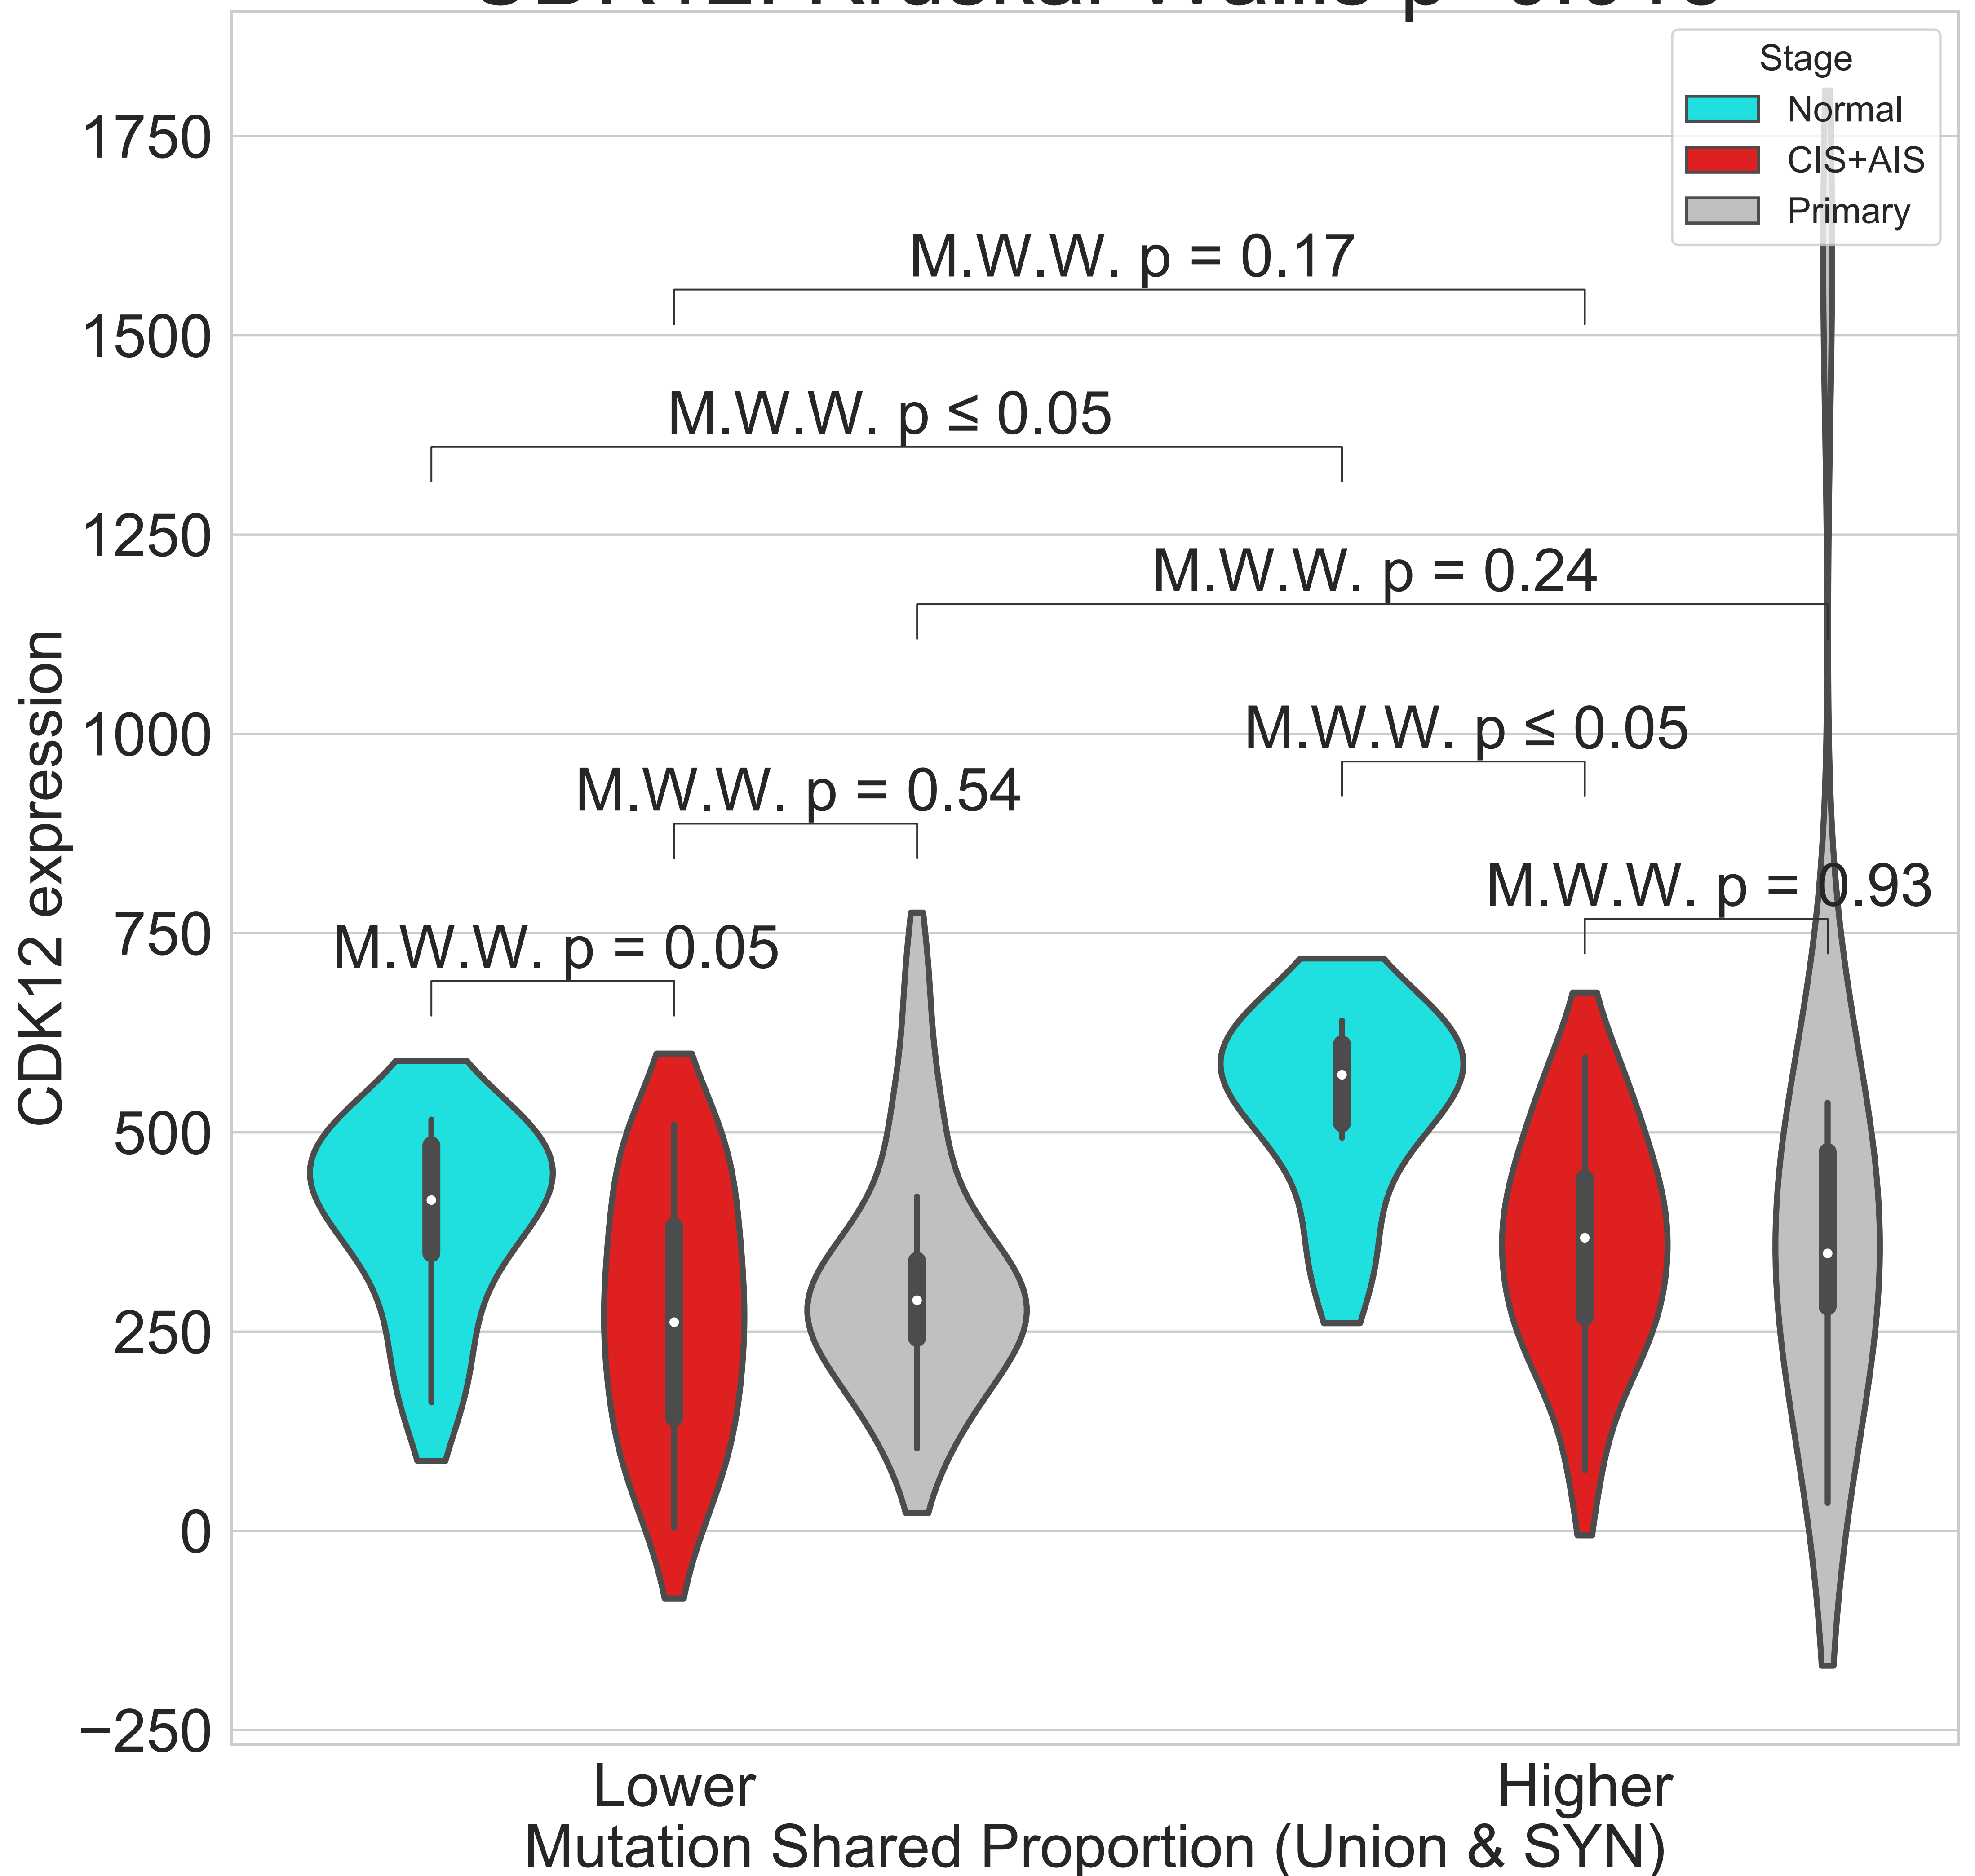 Stage
Normal
CIS+AIS
Primary
1750
1500
1250
1000
750
500
250
0
−250
CDK12 expression
M.W.W. p = 0.17
M.W.W. p ≤ 0.05
M.W.W. p = 0.24
M.W.W. p ≤ 0.05
M.W.W. p = 0.54
M.W.W. p = 0.93
M.W.W. p = 0.05
Lower
Higher
Mutation Shared Proportion (Union & SYN)